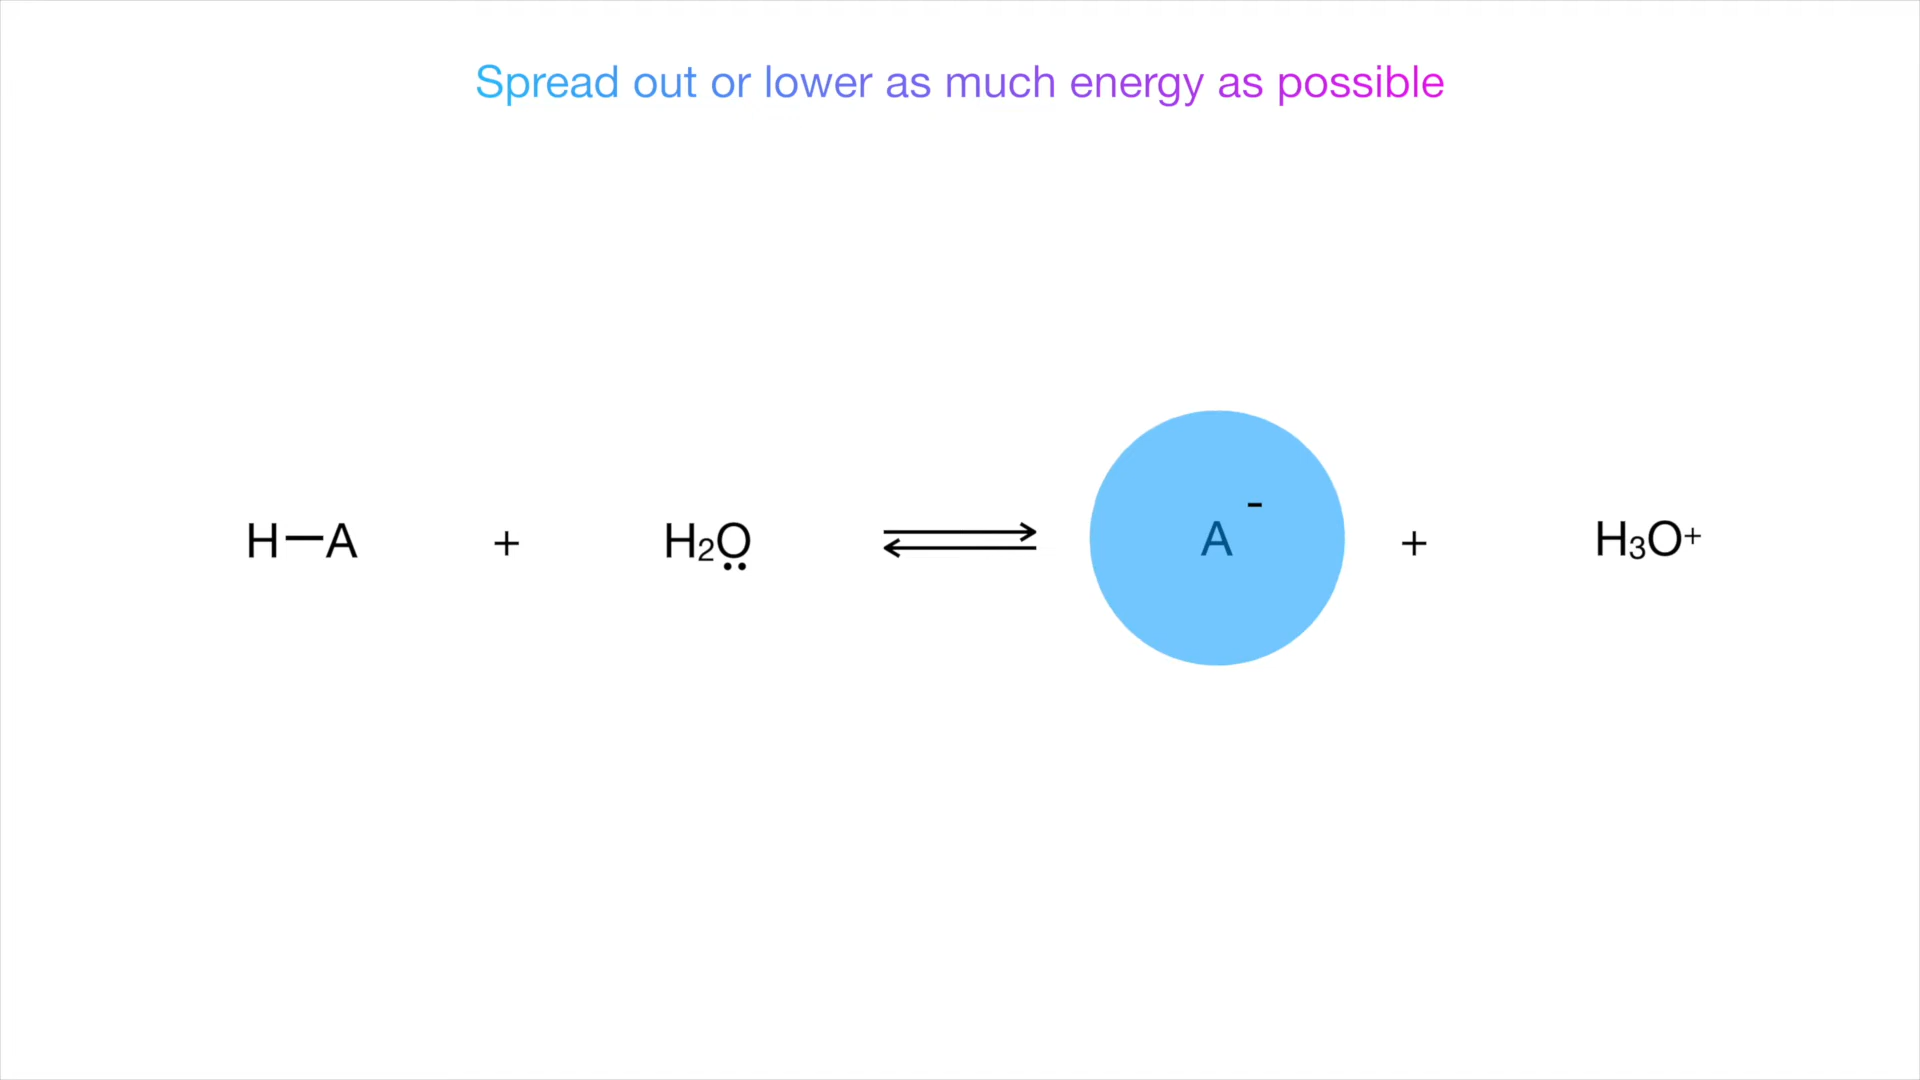 Spread out or lower as much energy as possible
H—A + H₂O ⇌ A⁻ + H₃O⁺